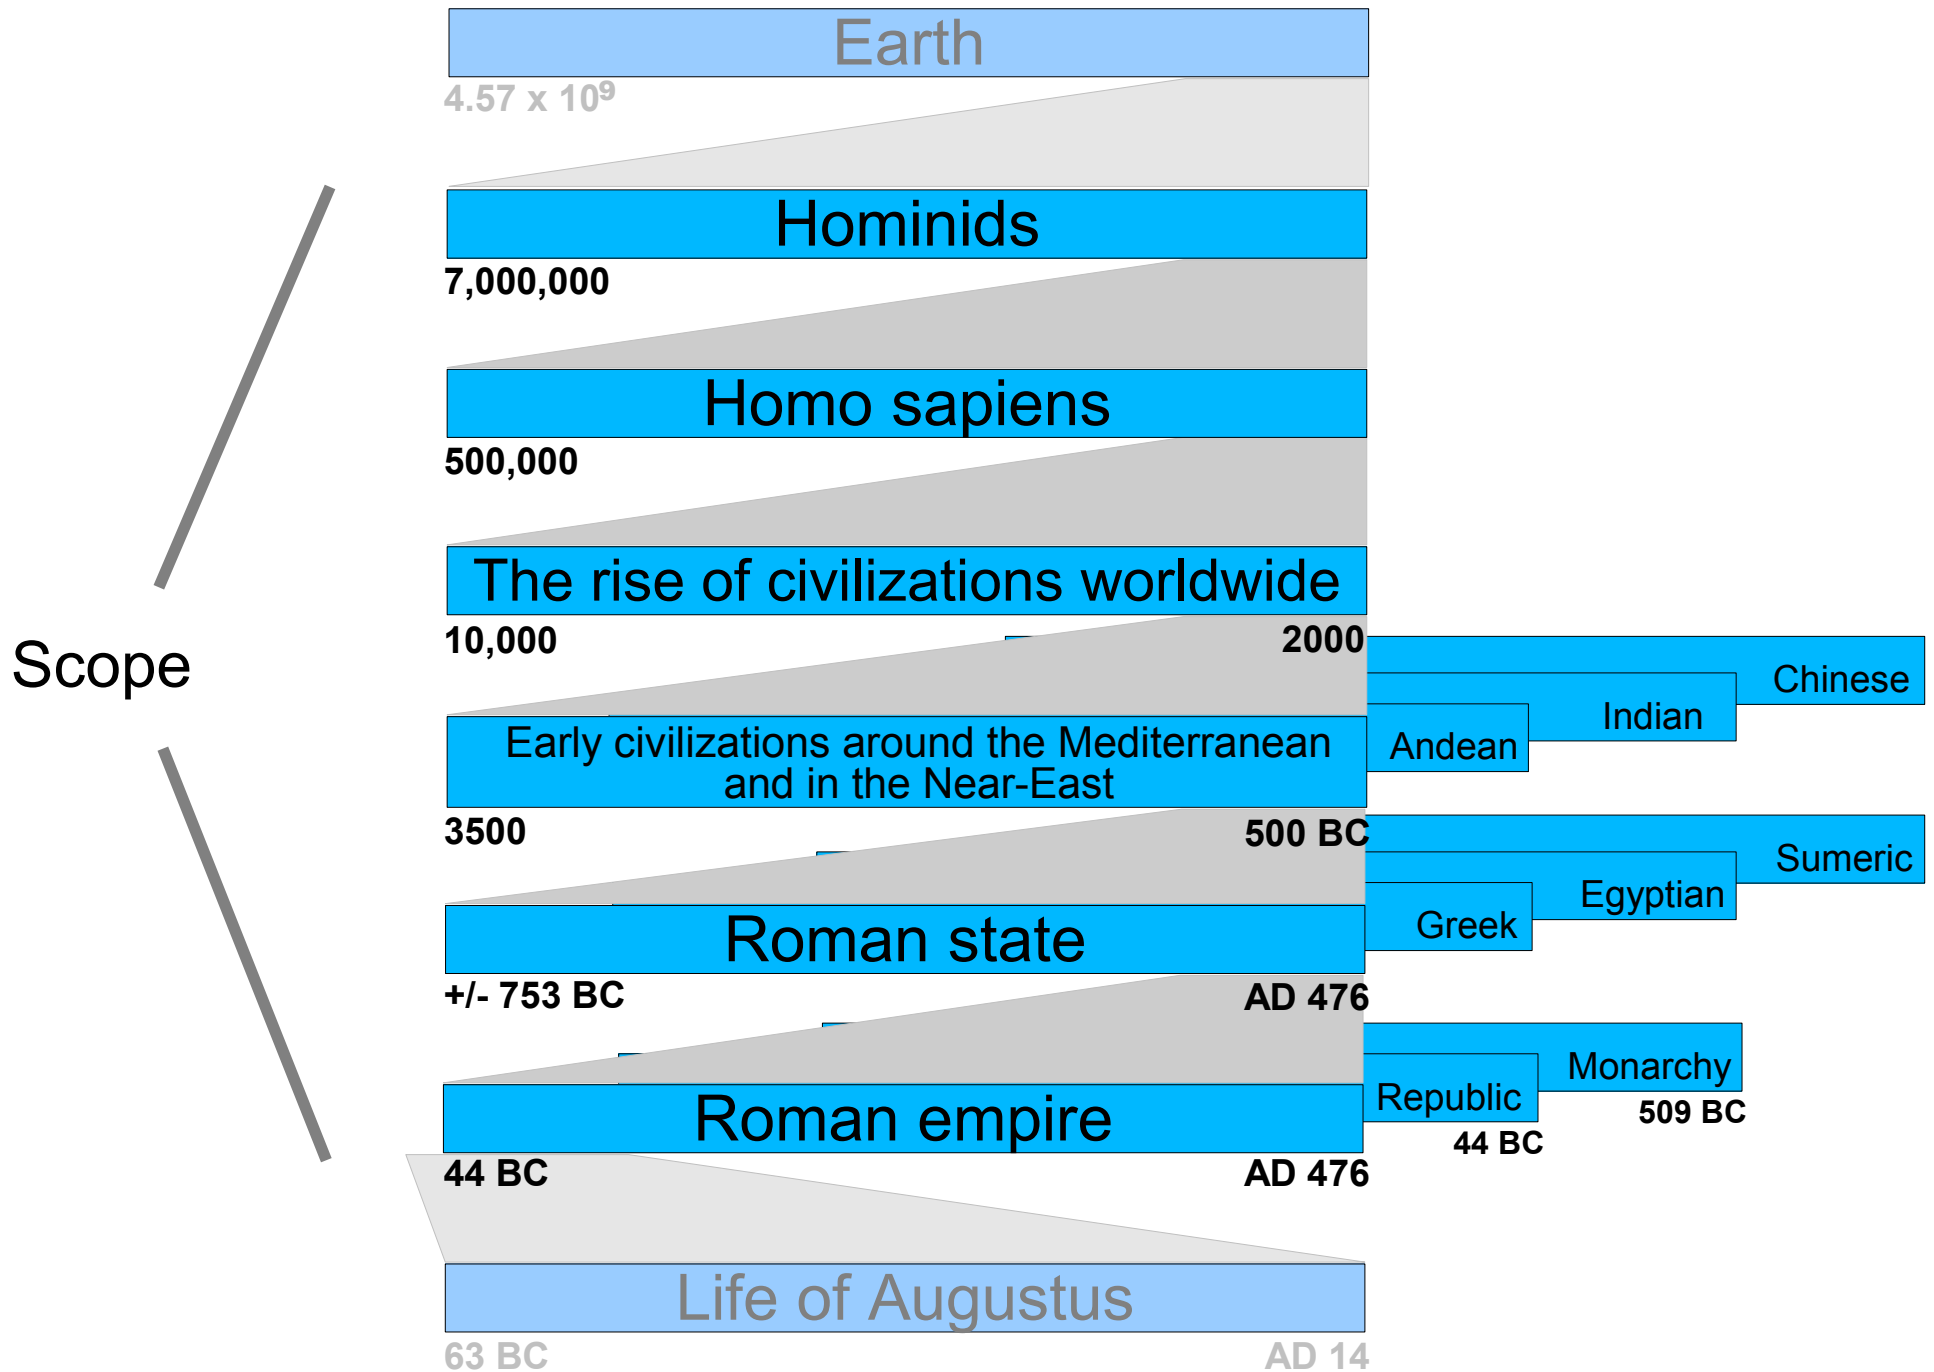 Earth
4.57 x 10⁹
Hominids
7,000,000
Homo sapiens
500,000
The rise of civilizations worldwide
10,000
2000
Scope
Chinese
Indian
Andean
Early civilizations around the Mediterranean
and in the Near-East
3500
500 BC
Sumeric
Egyptian
Greek
Roman state
+/- 753 BC
AD 476
Monarchy
509 BC
Republic
44 BC
Roman empire
44 BC
AD 476
Life of Augustus
63 BC
AD 14